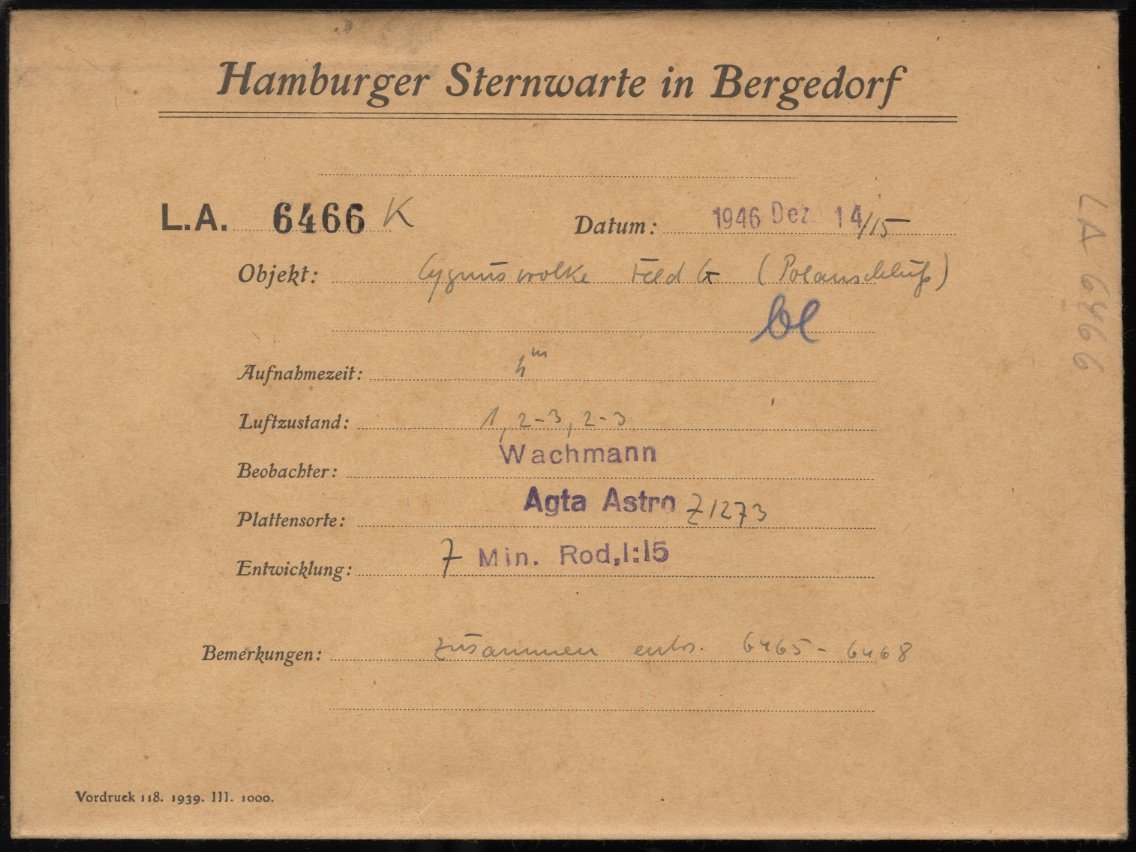 Hamburger Sternwarte in Bergedorf
L.A. 6466 K Datum: 1946 Dez. 14/15
Objekt: Cygnuswolke Feld G (Polanschluß)
bl
Aufnahmezeit: 4ᵐ
Luftzustand: 1, 2-3, 2-3
Beobachter: Wachmann
Plattensorte: Agfa Astro Z1273
Entwicklung: 7 Min. Rod, 1:15
Bemerkungen: zusammen entw. 6465 - 6468
Vordruck 118. 1939. III. 1000.
LA 6466